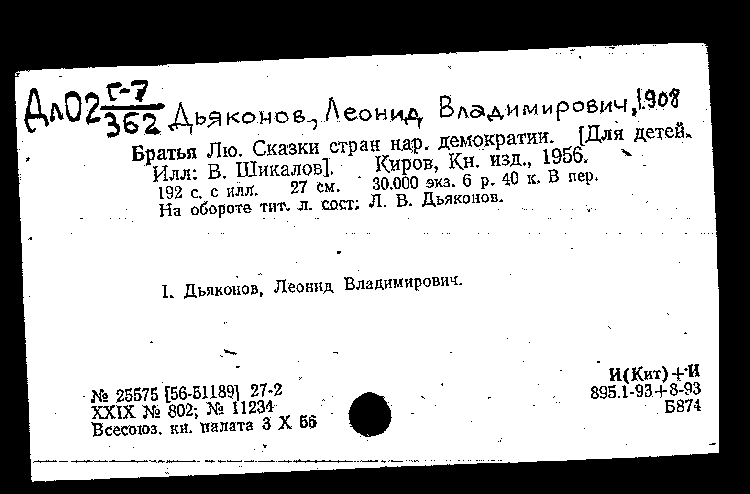 Дл02 Г-7/362 Дьяконов, Леонид Владимирович, 1908
Братья Лю. Сказки стран нар. демократии. [Для детей.
Илл: В. Шикалов]. Киров, Кн. изд., 1956.
192 с. с илл. 27 см. 30.000 экз. 6 р. 40 к. В пер.
На обороте тит. л. сост: Л. В. Дьяконов.
I. Дьяконов, Леонид Владимирович.
№ 25575 [56-51189] 27-2
XXIX № 802; № 11234
Всесоюз. кн. палата 3 X 56
И(Кит)+И
895.1-93+8-93
Б874